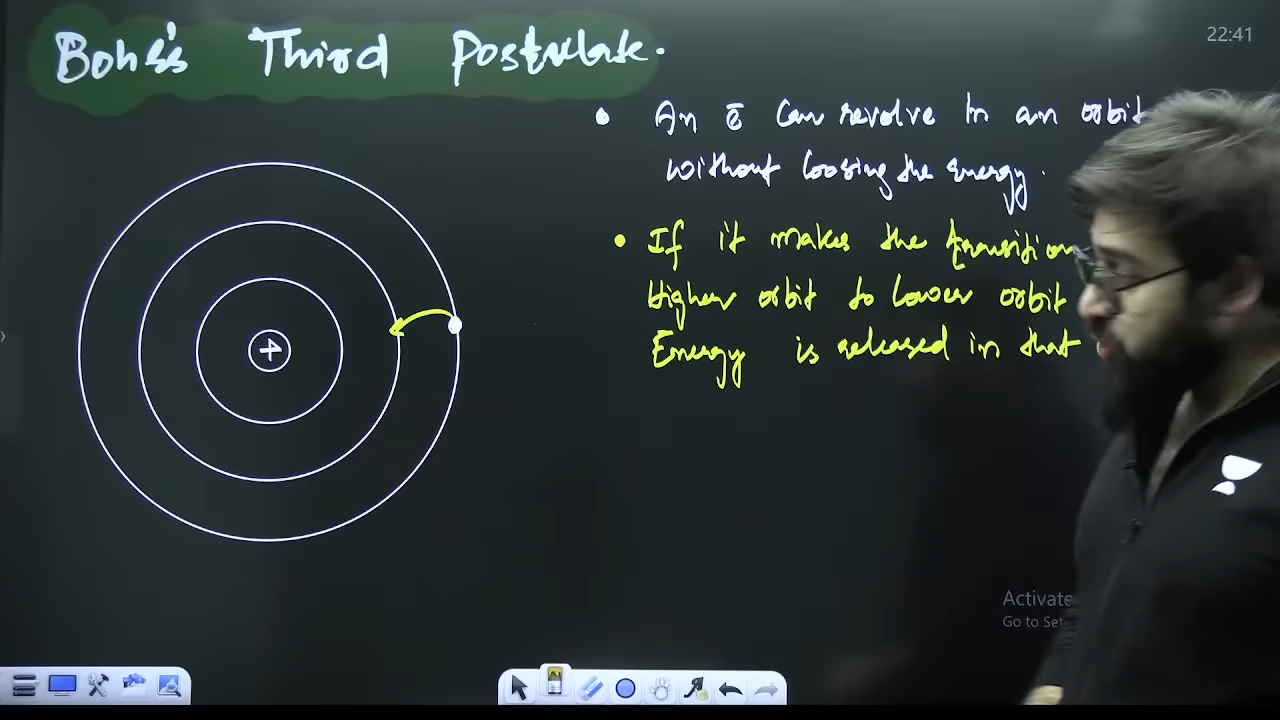 Bohr's Third Postulate.
22:41
• An ē can revolve in an orbit
without loosing the energy.
• If it makes the transition
Higher orbit to lower orbit
Energy is released in that
+
Activate
Go to Set